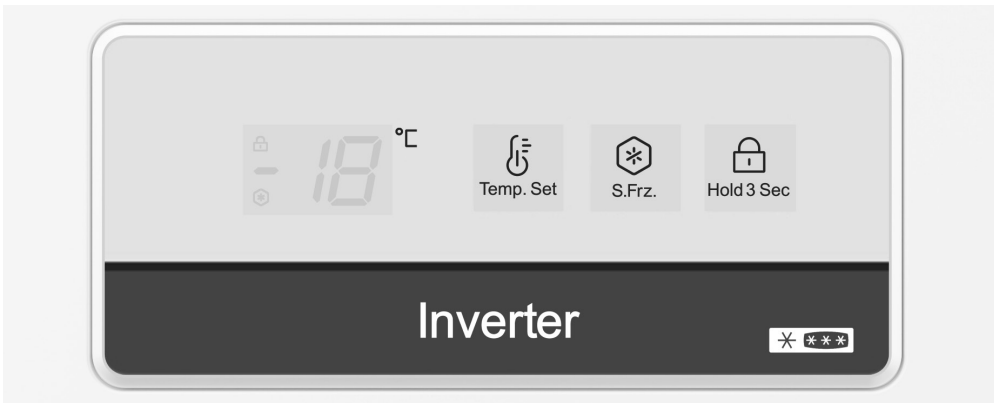 -18 °C
Temp. Set
S.Frz.
Hold 3 Sec
Inverter